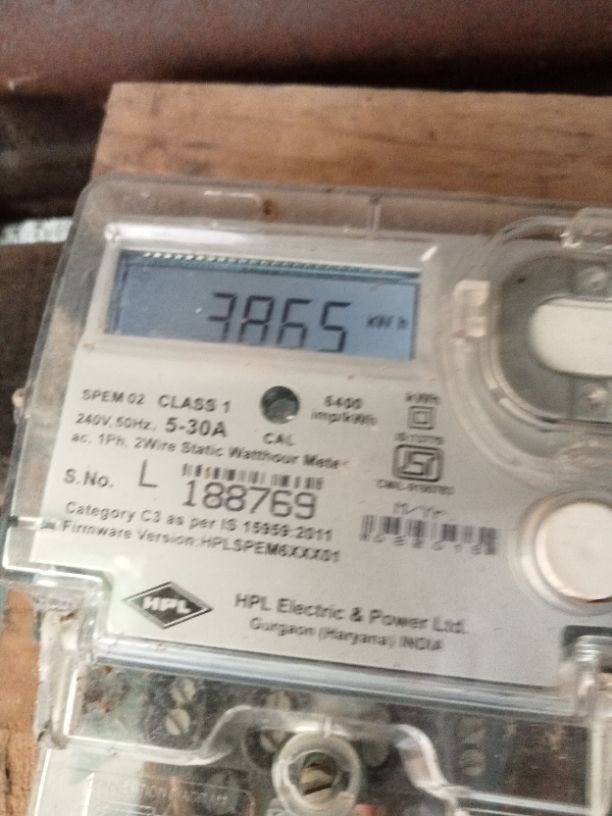 3865 kWh
SPEM 02 CLASS 1
240V, 50Hz, 5-30A
ac, 1Ph, 2Wire Static Watthour Meter
CAL
6400
imp/kWh
kWh
S.No. L 188769
Category C3 as per IS 15959:2011
Firmware Version:HPLSPEM6XXX01
M/Yr-
HPL
HPL Electric & Power Ltd.
Gurgaon (Haryana) INDIA